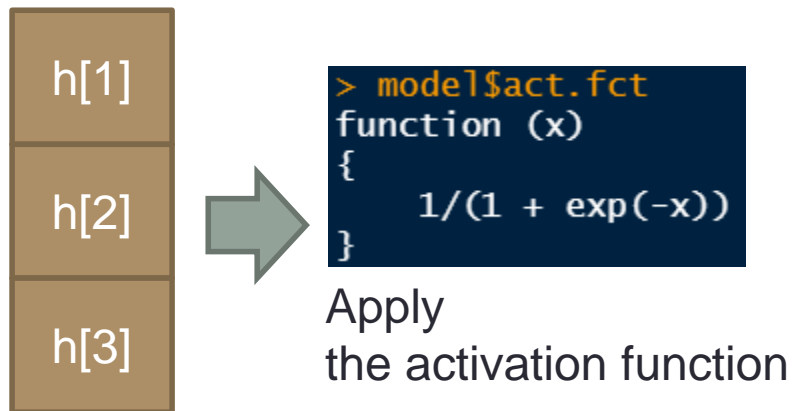 h[1]
h[2]
h[3]
> model$act.fct
function (x)
{
    1/(1 + exp(-x))
}
Apply
the activation function